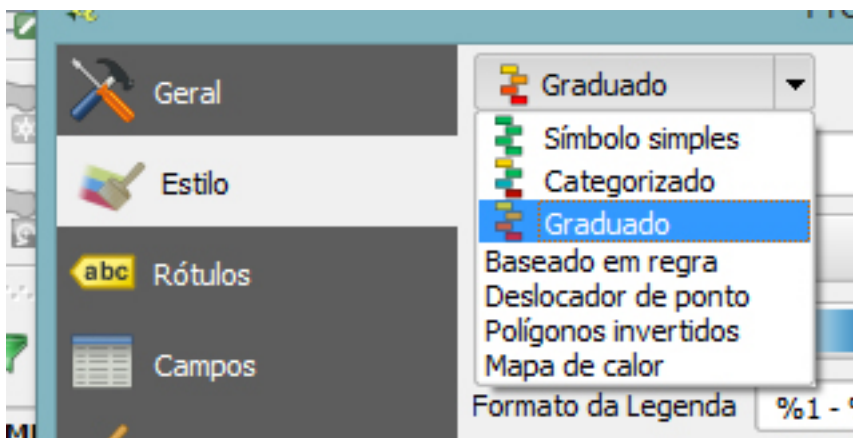 Geral
Estilo
abc Rótulos
Campos
Graduado
Símbolo simples
Categorizado
Graduado
Baseado em regra
Deslocador de ponto
Polígonos invertidos
Mapa de calor
Formato da Legenda %1 -